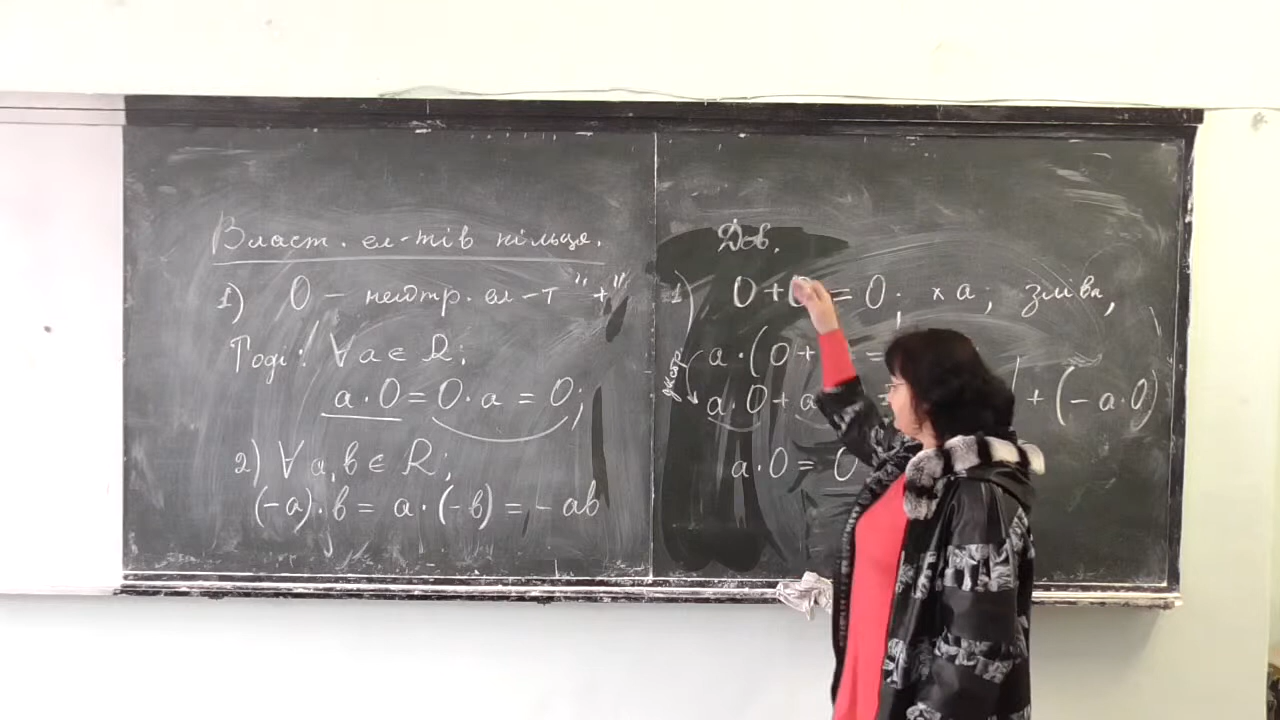 Власт. ел-тів кільця.
1) 0 – нейтр. ел-т "+"
Тоді: ∀ a ∈ R:
a·0 = 0·a = 0;
2) ∀ a, b ∈ R;
(-a)·b = a·(-b) = -ab
Дов.
1) 0+0 = 0; × a; зліва,
a·(0+ =
дистр.
a·0+a = | + (-a·0)
a·0 = 0